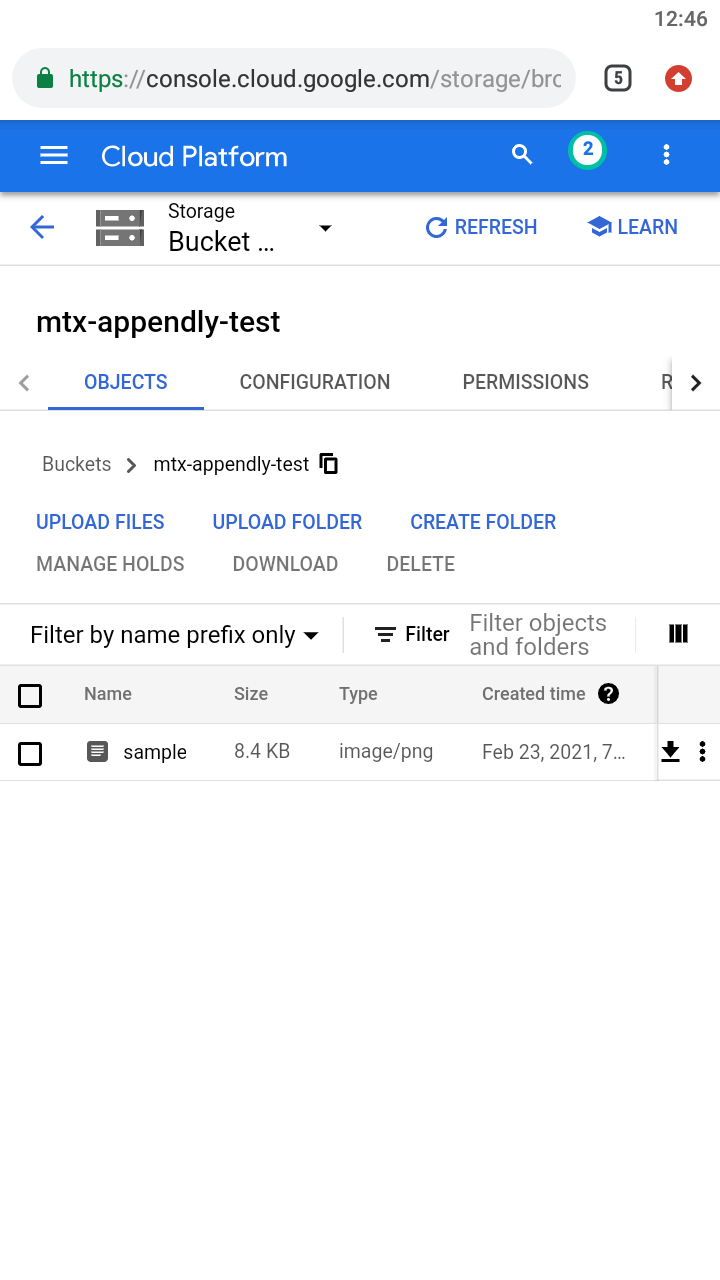 12:46
https://console.cloud.google.com/storage/brc
5
Cloud Platform
2
Storage
Bucket ...
REFRESH
LEARN
mtx-appendly-test
OBJECTS CONFIGURATION PERMISSIONS R
Buckets mtx-appendly-test
UPLOAD FILES UPLOAD FOLDER CREATE FOLDER
MANAGE HOLDS DOWNLOAD DELETE
Filter by name prefix only Filter Filter objects
and folders
Name Size Type Created time ?
sample 8.4 KB image/png Feb 23, 2021, 7...